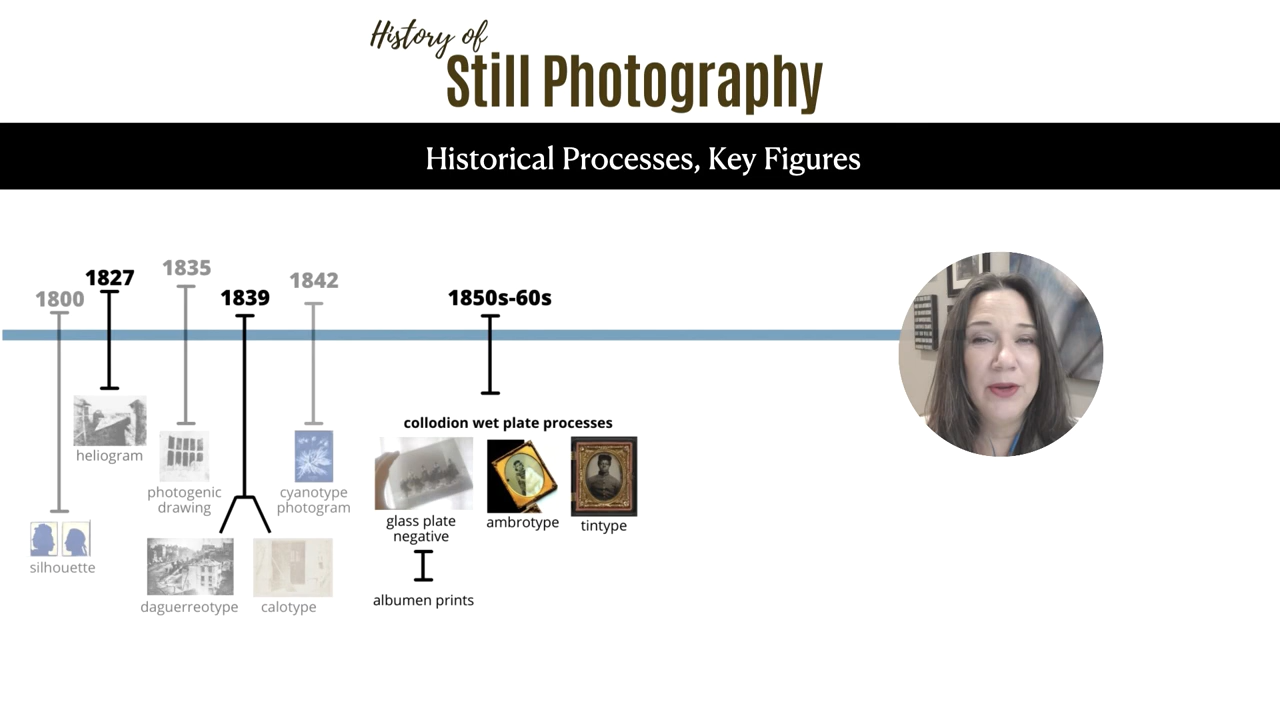 History of
Still Photography
Historical Processes, Key Figures
1800
1827
1835
1839
1842
1850s-60s
silhouette
heliogram
photogenic
drawing
daguerreotype
calotype
cyanotype
photogram
collodion wet plate processes
glass plate
negative
ambrotype
tintype
albumen prints